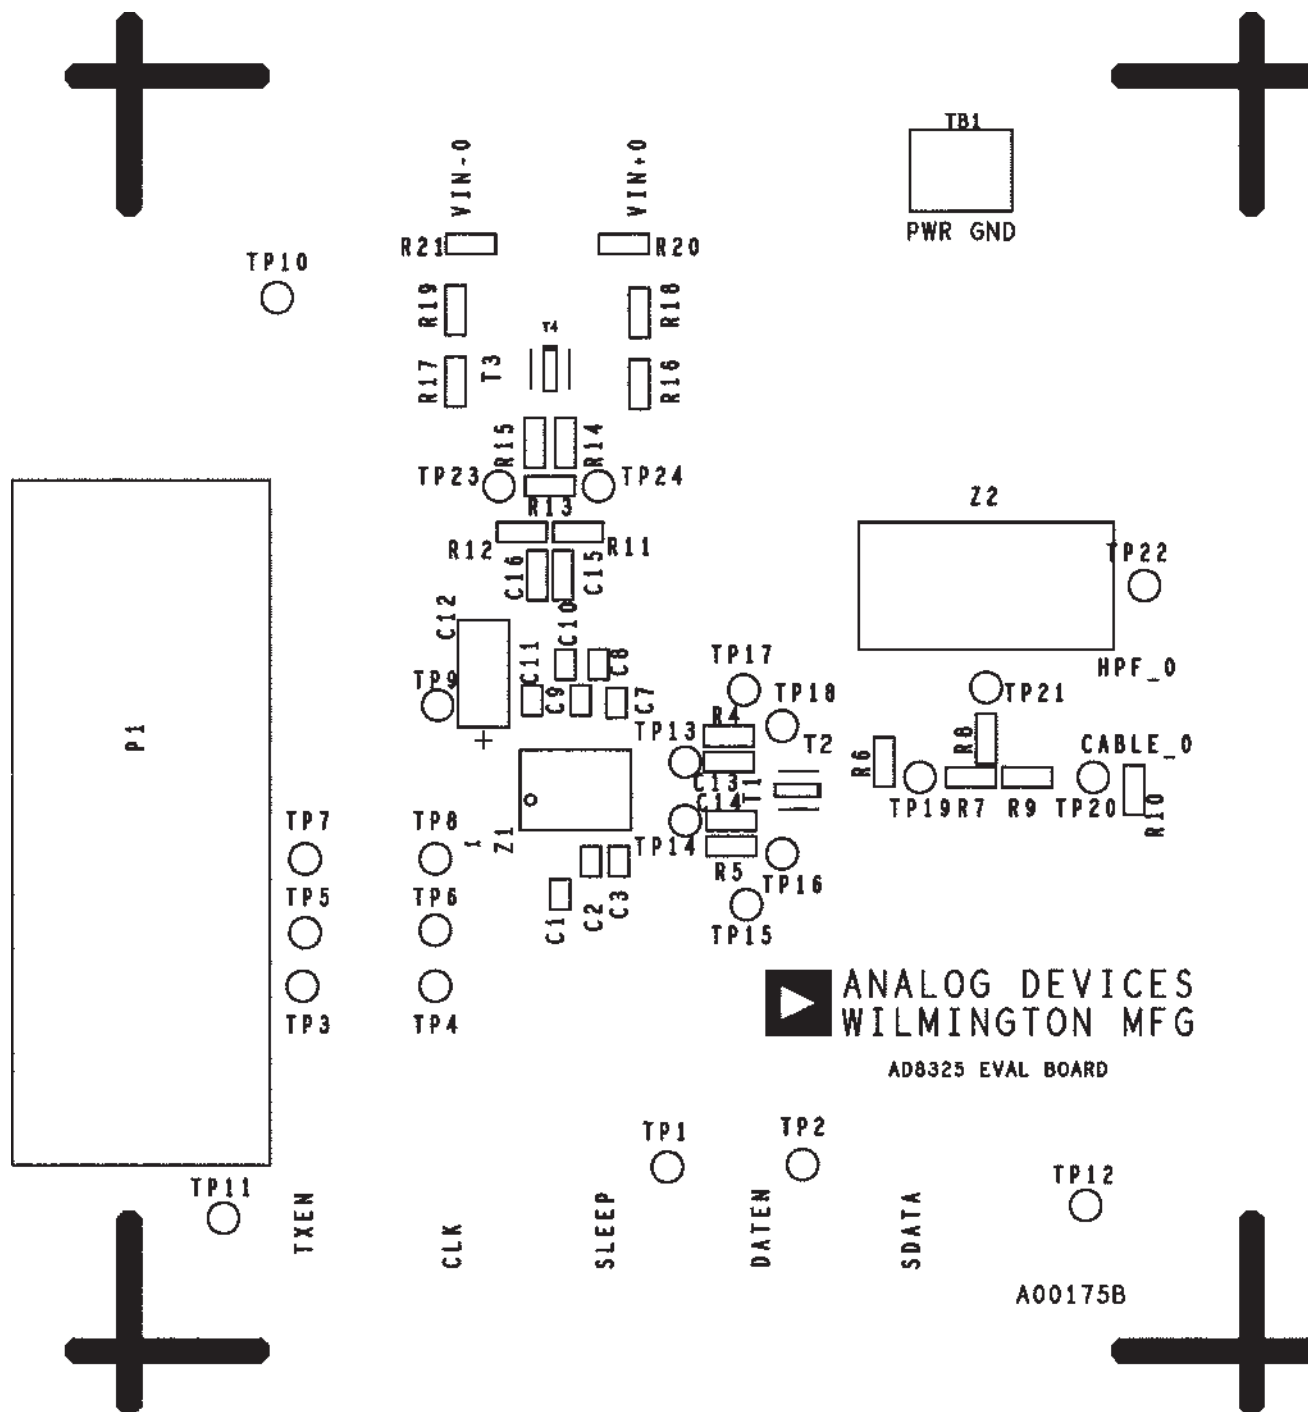 TB1
VIN-0
VIN+0
PWR GND
R21
R20
TP10
R19
R18
T4
T3
R17
R16
R15
R14
TP23
TP24
R13
Z2
R12
R11
TP22
C16
C15
C12
C10
C11
C8
TP17
HPF_0
TP9
TP18
TP21
C9
C7
R4
TP13
P1
T2
R8
CABLE_0
R6
C13
T1
C14
TP19
R7
R9
TP20
R10
TP7
TP8
1
Z1
TP14
R5
TP16
TP5
TP6
C1
C2
C3
TP15
ANALOG DEVICES
WILMINGTON MFG
TP3
TP4
AD8325 EVAL BOARD
TP1
TP2
TP11
TP12
TXEN
CLK
SLEEP
DATEN
SDATA
A00175B